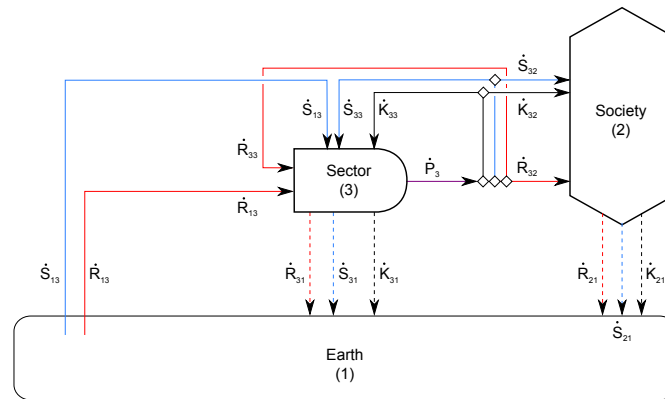 Ṡ₃₂
Ṡ₁₃ Ṡ₃₃ K̇₃₃ K̇₃₂
Society
(2)
Ṙ₃₃
Sector
(3)
Ṗ₃ Ṙ₃₂
Ṙ₁₃
Ṡ₁₃ Ṙ₁₃ Ṙ₃₁ Ṡ₃₁ K̇₃₁ Ṙ₂₁ K̇₂₁
Ṡ₂₁
Earth
(1)